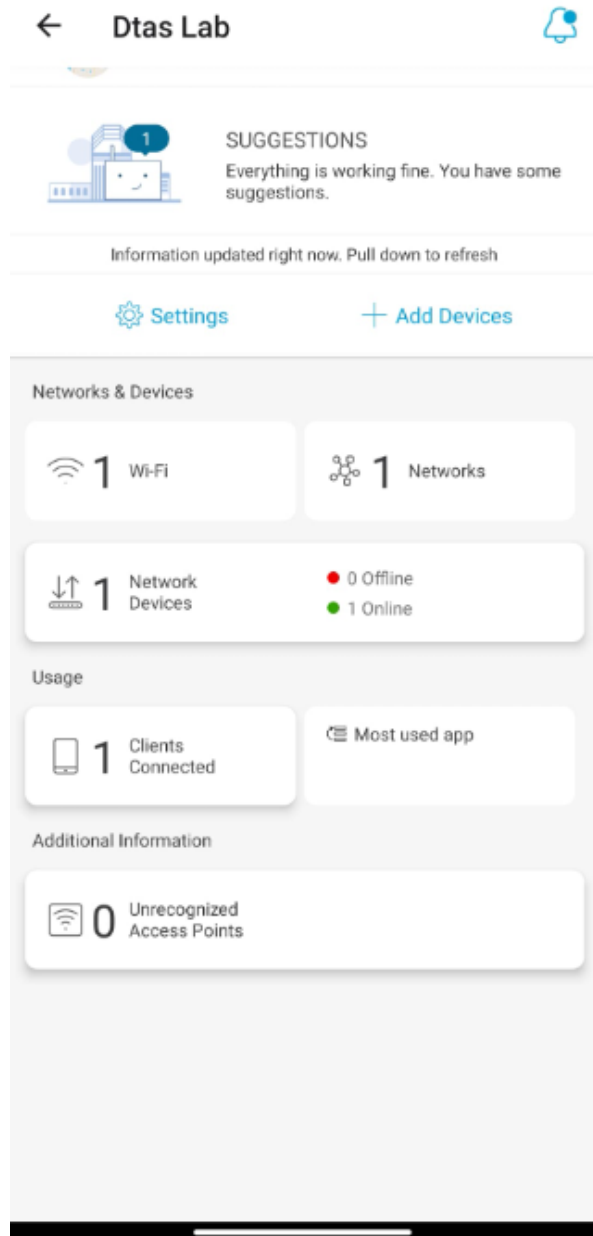 Dtas Lab
1
SUGGESTIONS
Everything is working fine. You have some
suggestions.
Information updated right now. Pull down to refresh
Settings
Add Devices
Networks & Devices
1 Wi-Fi
1 Networks
1 Network
Devices
0 Offline
1 Online
Usage
1 Clients
Connected
Most used app
Additional Information
0 Unrecognized
Access Points